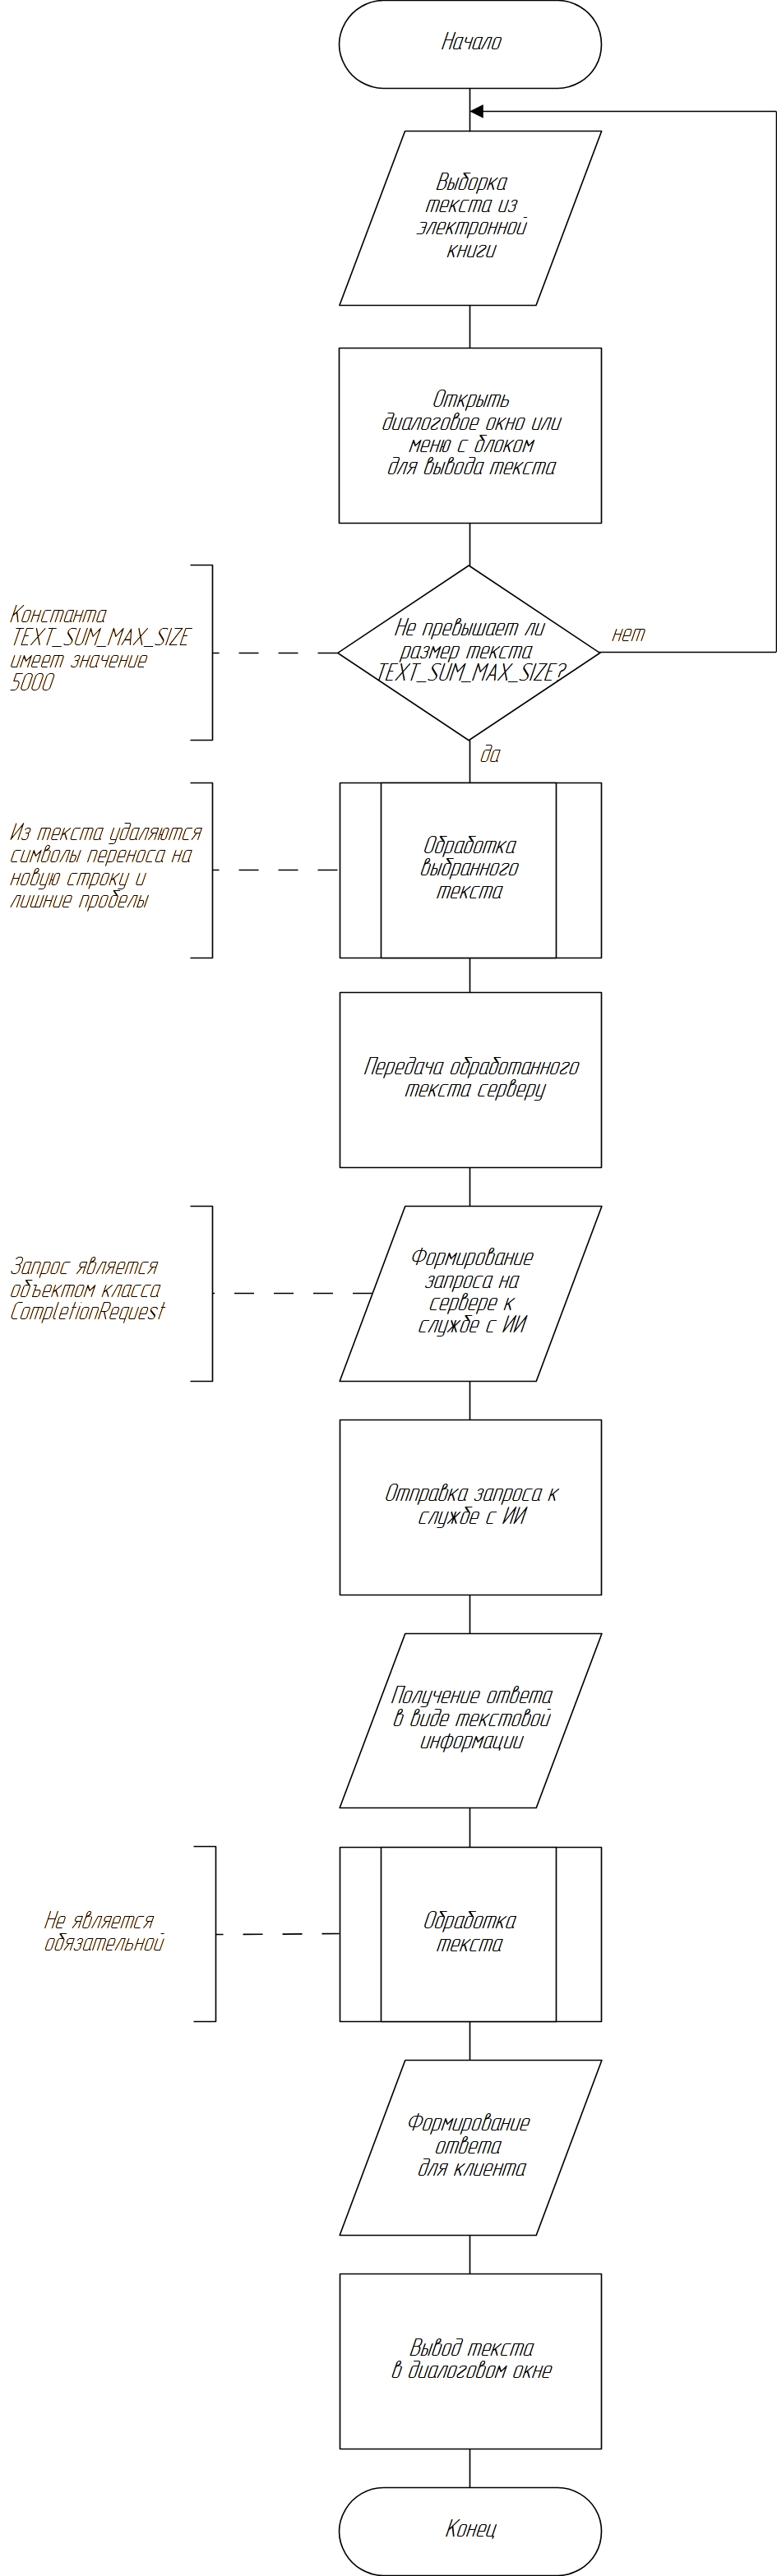 Начало
Выборка
текста из
электронной
книги
Открыть
диалоговое окно или
меню с блоком
для вывода текста
Константа
TEXT_SUM_MAX_SIZE
имеет значение
5000
Не превышает ли
размер текста
TEXT_SUM_MAX_SIZE?
нет
да
Из текста удаляются
символы переноса на
новую строку и
лишние пробелы
Обработка
выбранного
текста
Передача обработанного
текста серверу
Запрос является
объектом класса
CompletionRequest
Формирование
запроса на
сервере к
службе с ИИ
Отправка запроса к
службе с ИИ
Получение ответа
в виде текстовой
информации
Не является
обязательной
Обработка
текста
Формирование
ответа
для клиента
Вывод текста
в диалоговом окне
Конец